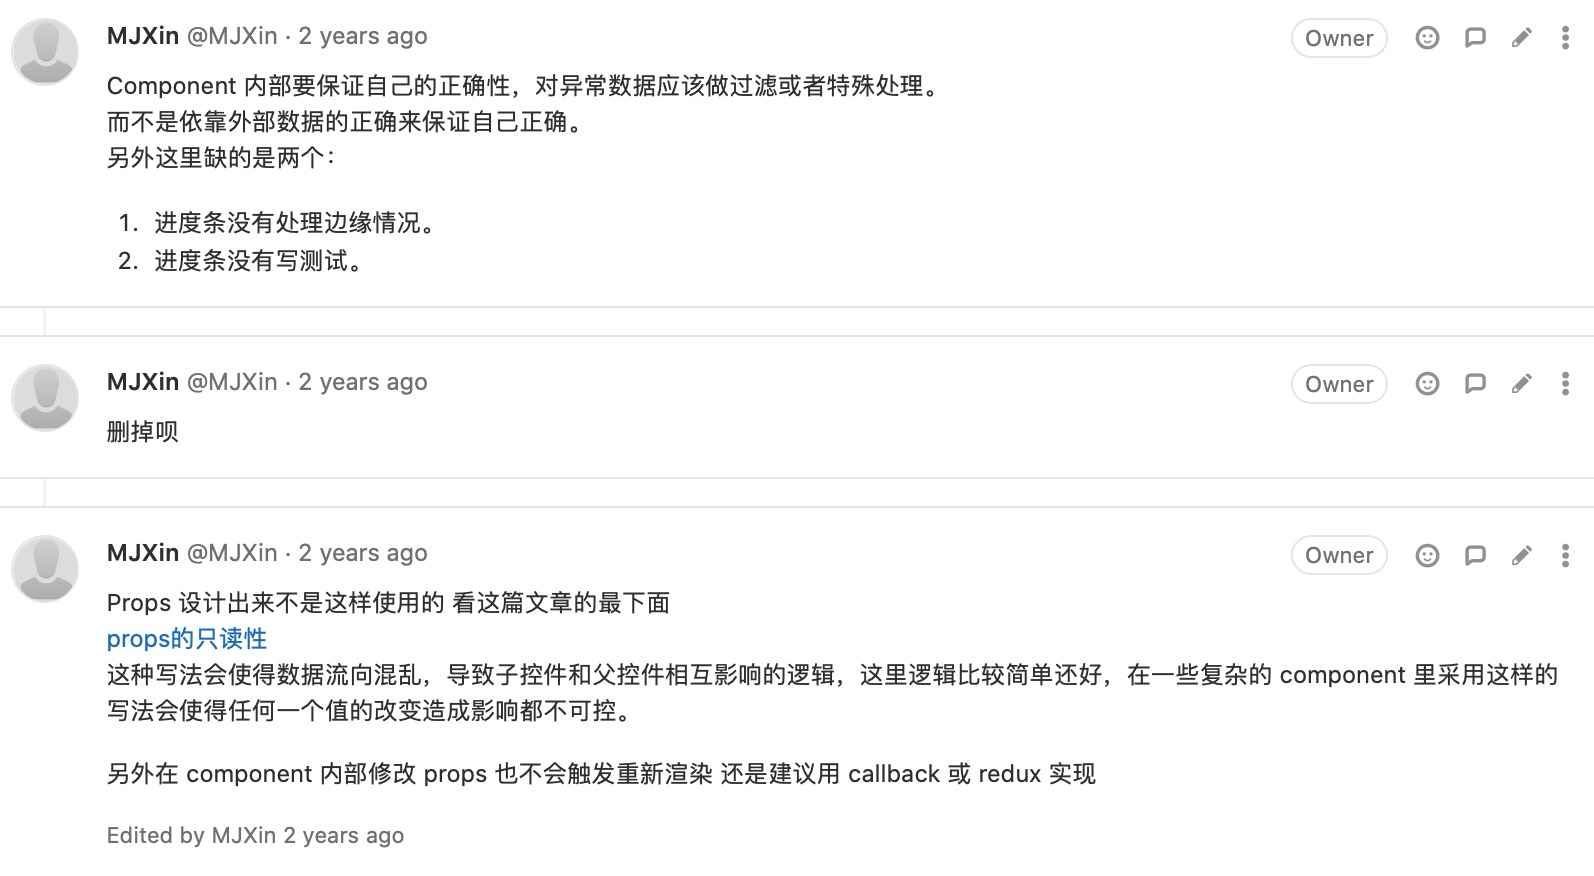 MJXin @MJXin · 2 years ago
Owner
Component 内部要保证自己的正确性，对异常数据应该做过滤或者特殊处理。
而不是依靠外部数据的正确来保证自己正确。
另外这里缺的是两个：
1. 进度条没有处理边缘情况。
2. 进度条没有写测试。
MJXin @MJXin · 2 years ago
Owner
删掉呗
MJXin @MJXin · 2 years ago
Owner
Props 设计出来不是这样使用的 看这篇文章的最下面
props的只读性
这种写法会使得数据流向混乱，导致子控件和父控件相互影响的逻辑，这里逻辑比较简单还好，在一些复杂的 component 里采用这样的
写法会使得任何一个值的改变造成影响都不可控。
另外在 component 内部修改 props 也不会触发重新渲染 还是建议用 callback 或 redux 实现
Edited by MJXin 2 years ago